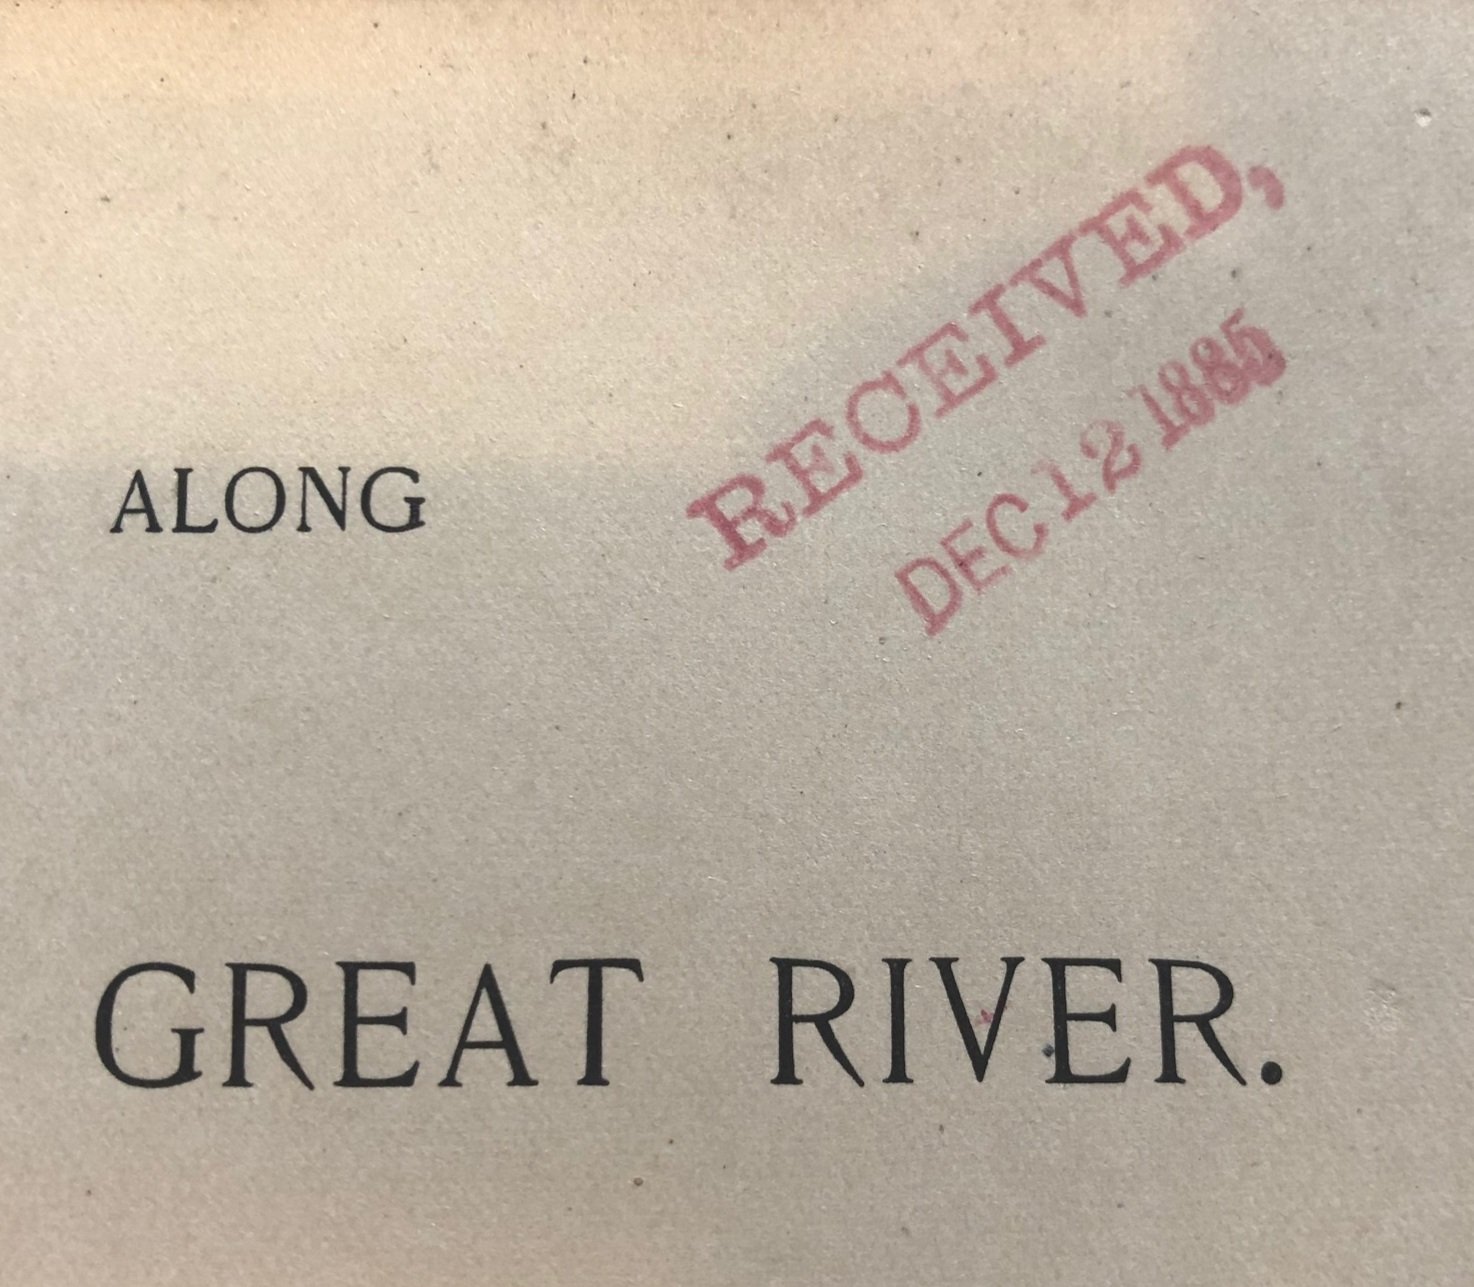 RECEIVED,
DEC 12 1885
ALONG
GREAT RIVER.